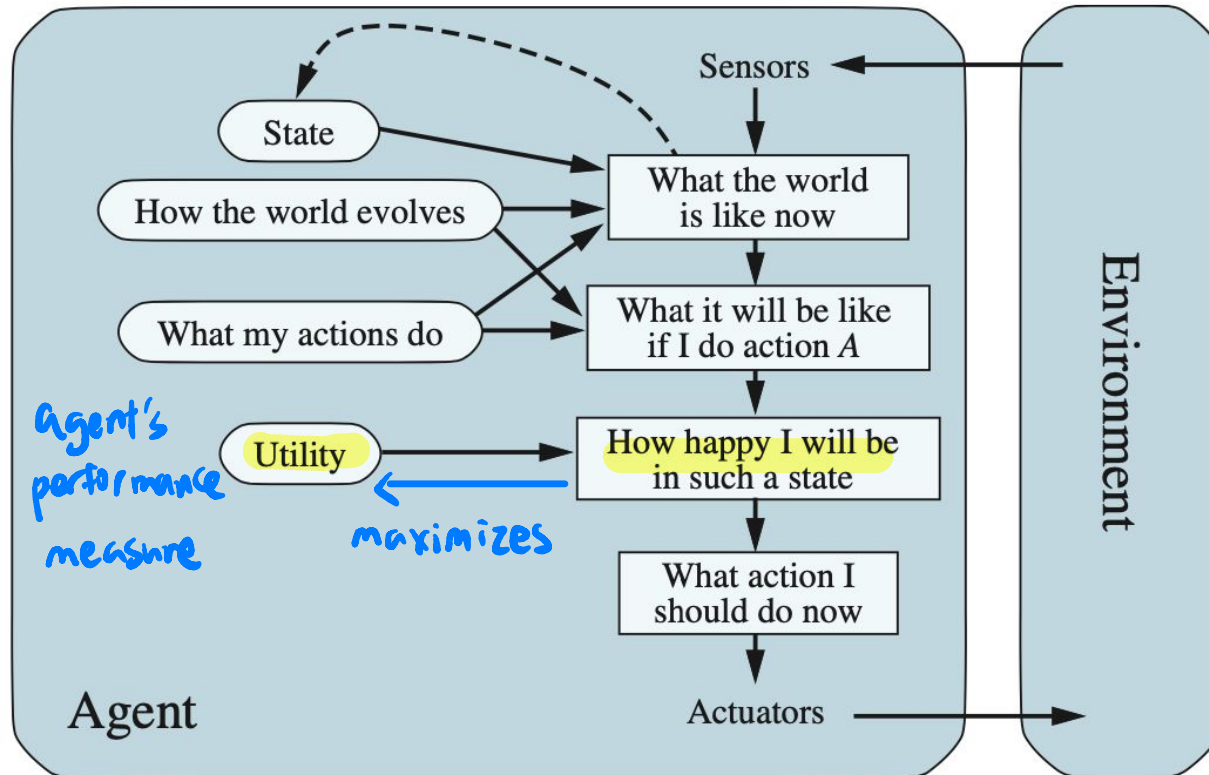 Sensors
State
What the world
is like now
How the world evolves
What it will be like
if I do action A
What my actions do
agent's
performance
measure
Utility
How happy I will be
in such a state
maximizes
What action I
should do now
Agent
Actuators
Environment